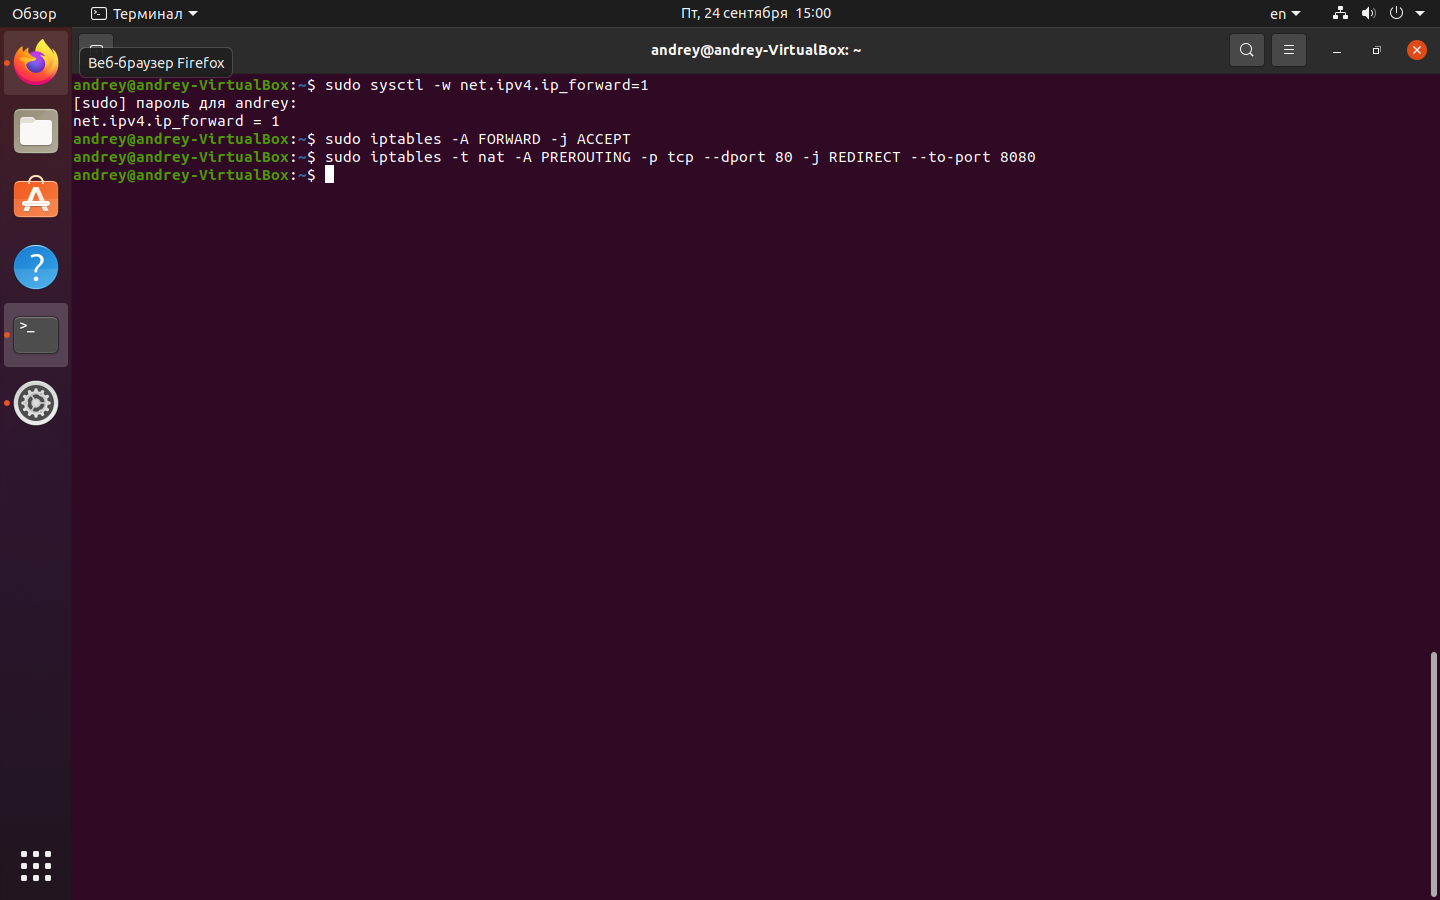 Обзор
Терминал
Пт, 24 сентября 15:00
en
andrey@andrey-VirtualBox: ~
Веб-браузер Firefox
andrey@andrey-VirtualBox:~$ sudo sysctl -w net.ipv4.ip_forward=1
[sudo] пароль для andrey:
net.ipv4.ip_forward = 1
andrey@andrey-VirtualBox:~$ sudo iptables -A FORWARD -j ACCEPT
andrey@andrey-VirtualBox:~$ sudo iptables -t nat -A PREROUTING -p tcp --dport 80 -j REDIRECT --to-port 8080
andrey@andrey-VirtualBox:~$